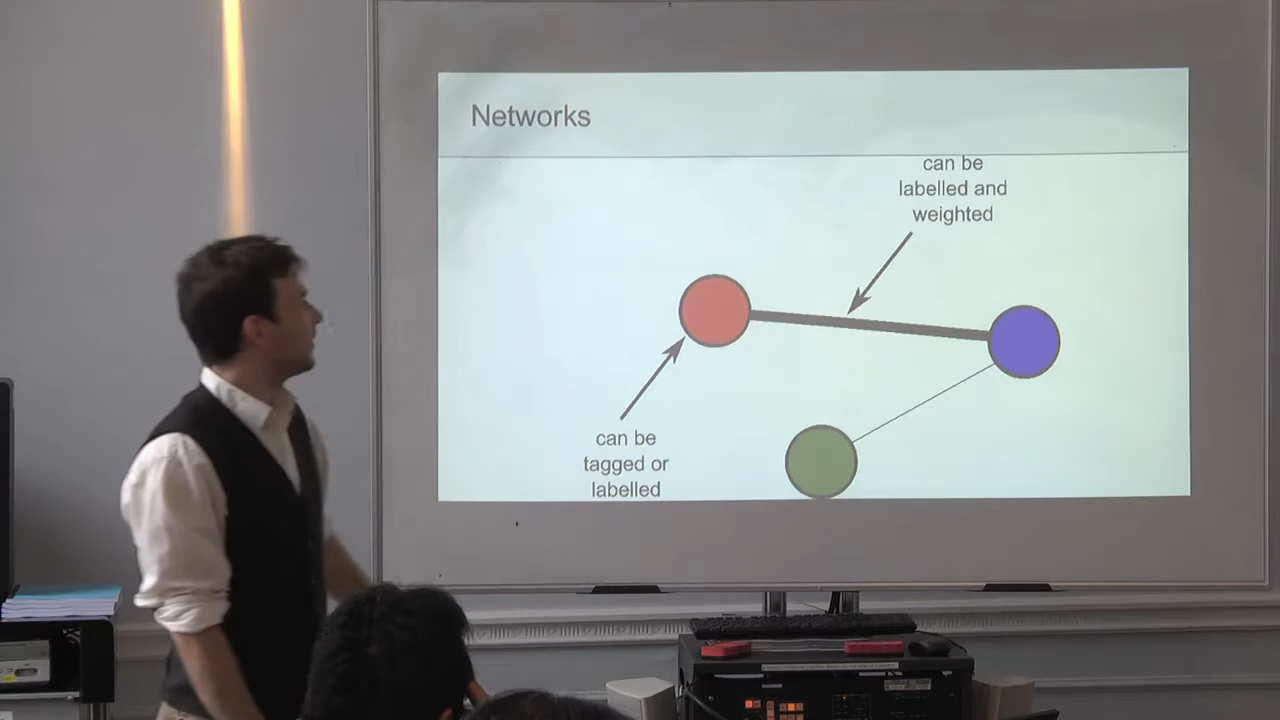 Networks
can be
labelled and
weighted
can be
tagged or
labelled